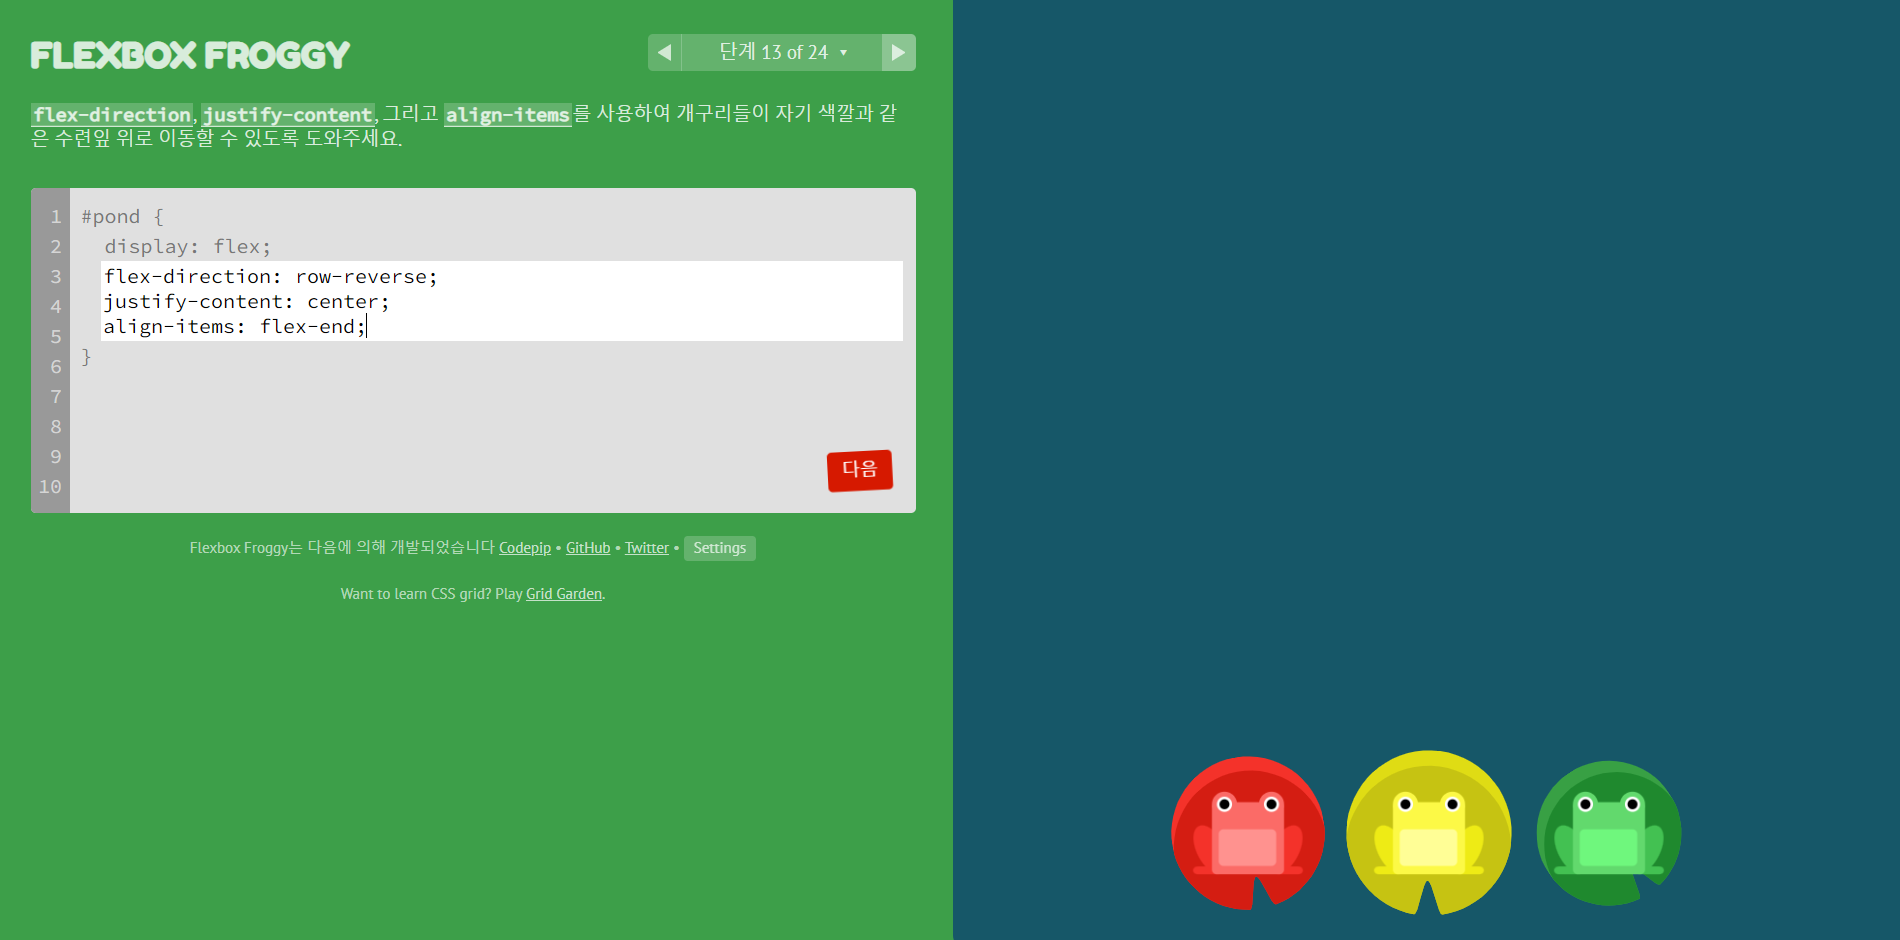 FLEXBOX FROGGY
단계 13 of 24 ▾
flex-direction, justify-content, 그리고 align-items를 사용하여 개구리들이 자기 색깔과 같
은 수련잎 위로 이동할 수 있도록 도와주세요.
1 #pond {
2 display: flex;
3 flex-direction: row-reverse;
4 justify-content: center;
5 align-items: flex-end;
6 }
7
8
9
10
다음
Flexbox Froggy는 다음에 의해 개발되었습니다 Codepip • GitHub • Twitter • Settings
Want to learn CSS grid? Play Grid Garden.